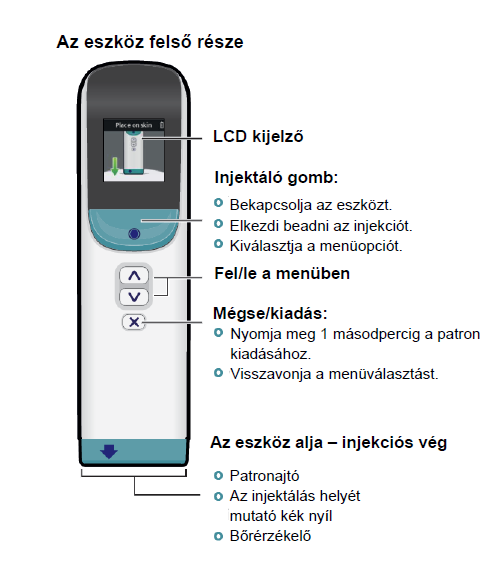 Az eszköz felső része
Place on skin
LCD kijelző
Injektáló gomb:
Bekapcsolja az eszközt.
Elkezdi beadni az injekciót.
Kiválasztja a menüopciót.
Fel/le a menüben
Mégse/kiadás:
Nyomja meg 1 másodpercig a patron
kiadásához.
Visszavonja a menüválasztást.
Az eszköz alja – injekciós vég
Patronajtó
Az injektálás helyét
mutató kék nyíl
Bőrérzékelő